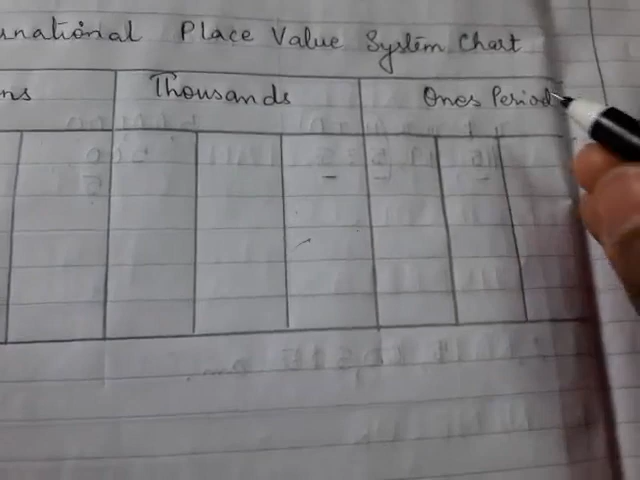 national Place Value System Chart
ns Thousands Ones Period